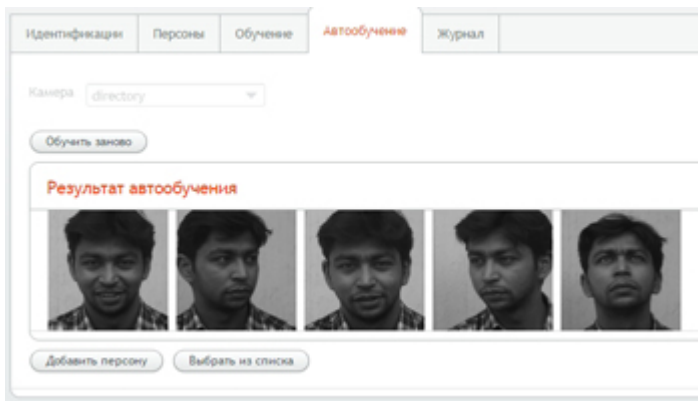 Идентификации Персоны Обучение Автообучение Журнал
Камера directory
Обучить заново
Результат автообучения
Добавить персону Выбрать из списка